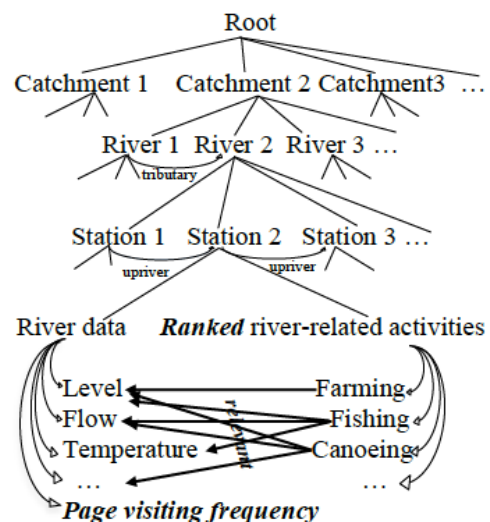 Root
Catchment 1 Catchment 2 Catchment3 …
River 1 River 2 River 3 …
tributary
Station 1 Station 2 Station 3 …
upriver upriver
River data Ranked river-related activities
Level Farming
relevant
Flow Fishing
Temperature Canoeing
… …
Page visiting frequency